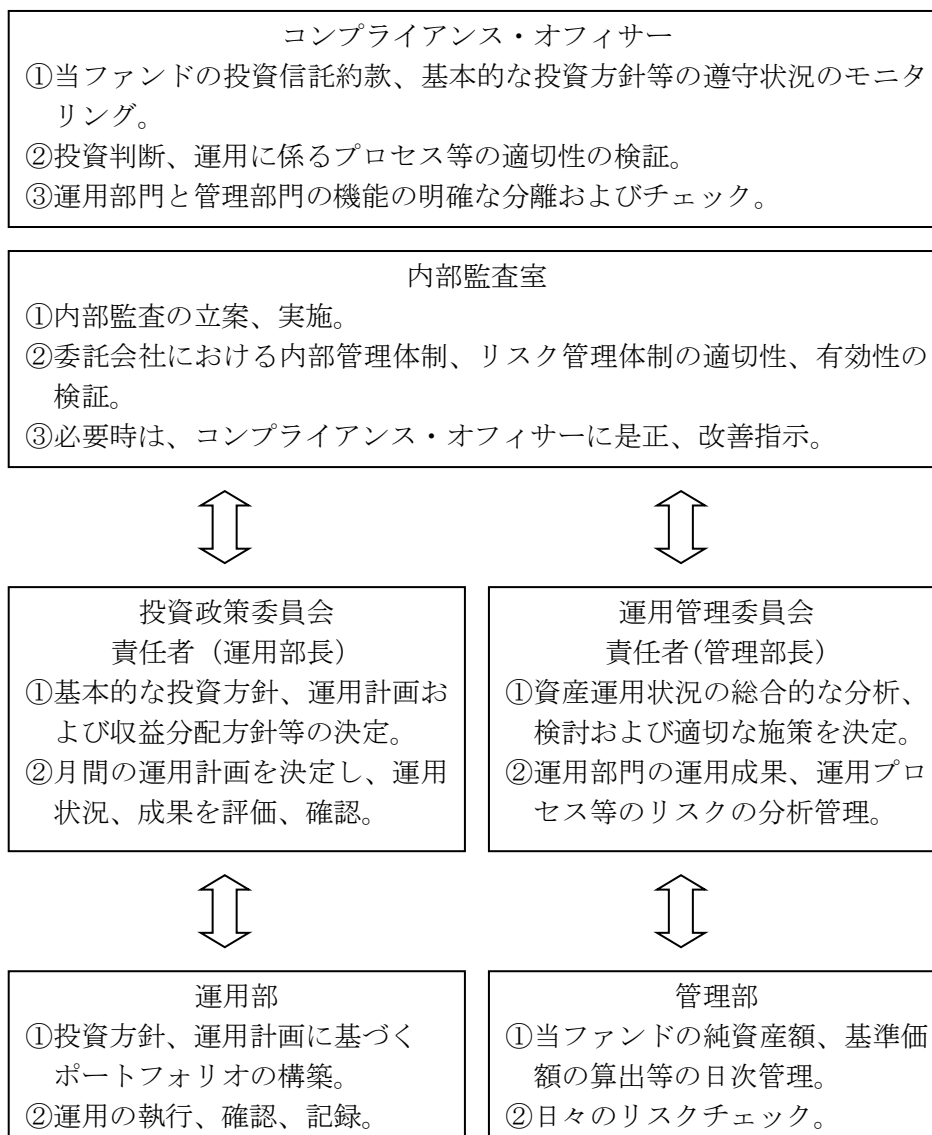 コンプライアンス・オフィサー
①当ファンドの投資信託約款、基本的な投資方針等の遵守状況のモニタ
リング。
②投資判断、運用に係るプロセス等の適切性の検証。
③運用部門と管理部門の機能の明確な分離およびチェック。
内部監査室
①内部監査の立案、実施。
②委託会社における内部管理体制、リスク管理体制の適切性、有効性の
検証。
③必要時は、コンプライアンス・オフィサーに是正、改善指示。
投資政策委員会
責任者（運用部長）
①基本的な投資方針、運用計画お
よび収益分配方針等の決定。
②月間の運用計画を決定し、運用
状況、成果を評価、確認。
運用管理委員会
責任者(管理部長)
①資産運用状況の総合的な分析、
検討および適切な施策を決定。
②運用部門の運用成果、運用プロ
セス等のリスクの分析管理。
運用部
①投資方針、運用計画に基づく
ポートフォリオの構築。
②運用の執行、確認、記録。
管理部
①当ファンドの純資産額、基準価
額の算出等の日次管理。
②日々のリスクチェック。